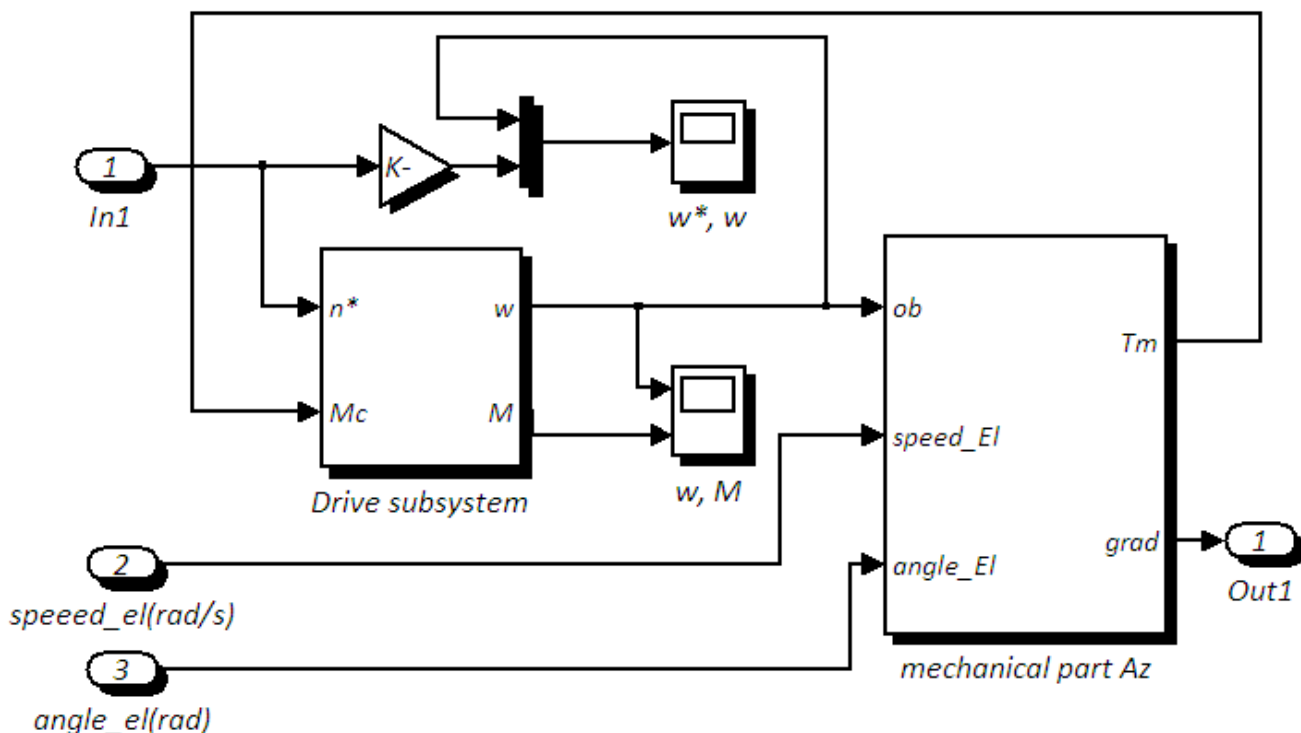 1
In1
K-
w*, w
n*
w
Mc
M
Drive subsystem
w, M
ob
Tm
speed_El
angle_El
grad
mechanical part Az
1
Out1
2
speeed_el(rad/s)
3
angle_el(rad)